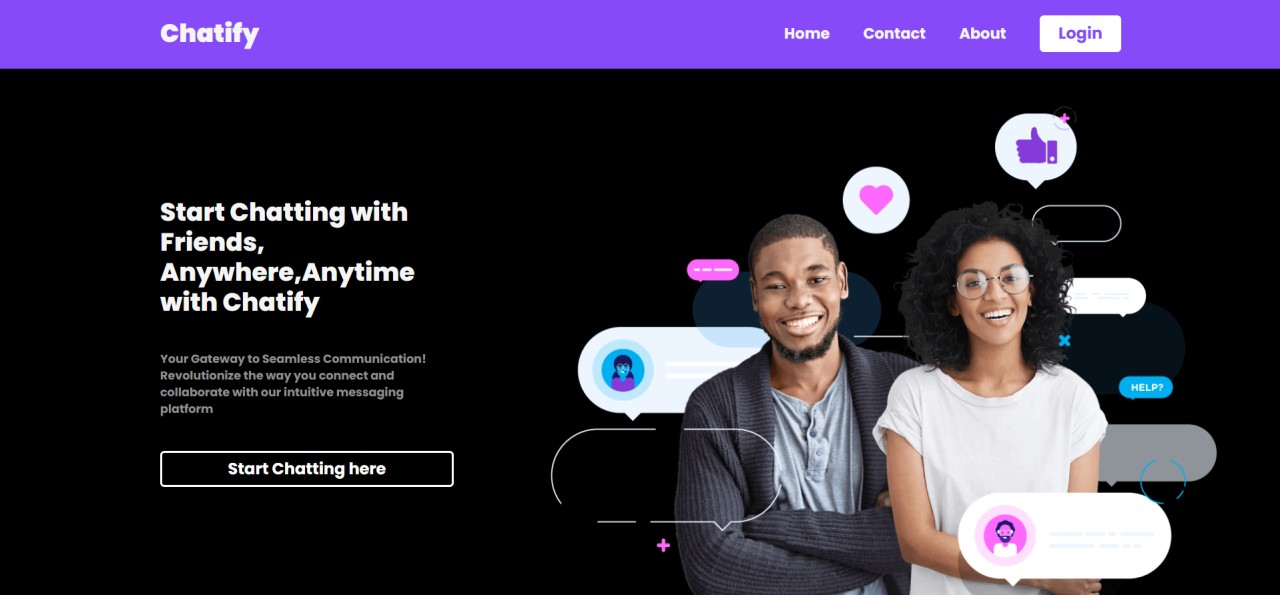 Chatify
Home
Contact
About
Login
Start Chatting with
Friends,
Anywhere,Anytime
with Chatify
Your Gateway to Seamless Communication!
Revolutionize the way you connect and
collaborate with our intuitive messaging
platform
Start Chatting here
HELP?